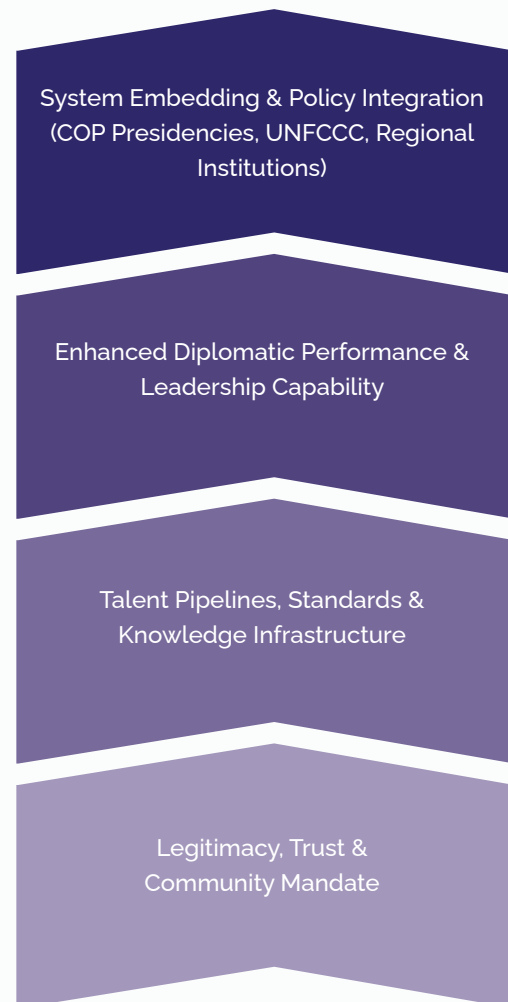 System Embedding & Policy Integration
(COP Presidencies, UNFCCC, Regional
Institutions)
Enhanced Diplomatic Performance &
Leadership Capability
Talent Pipelines, Standards &
Knowledge Infrastructure
Legitimacy, Trust &
Community Mandate